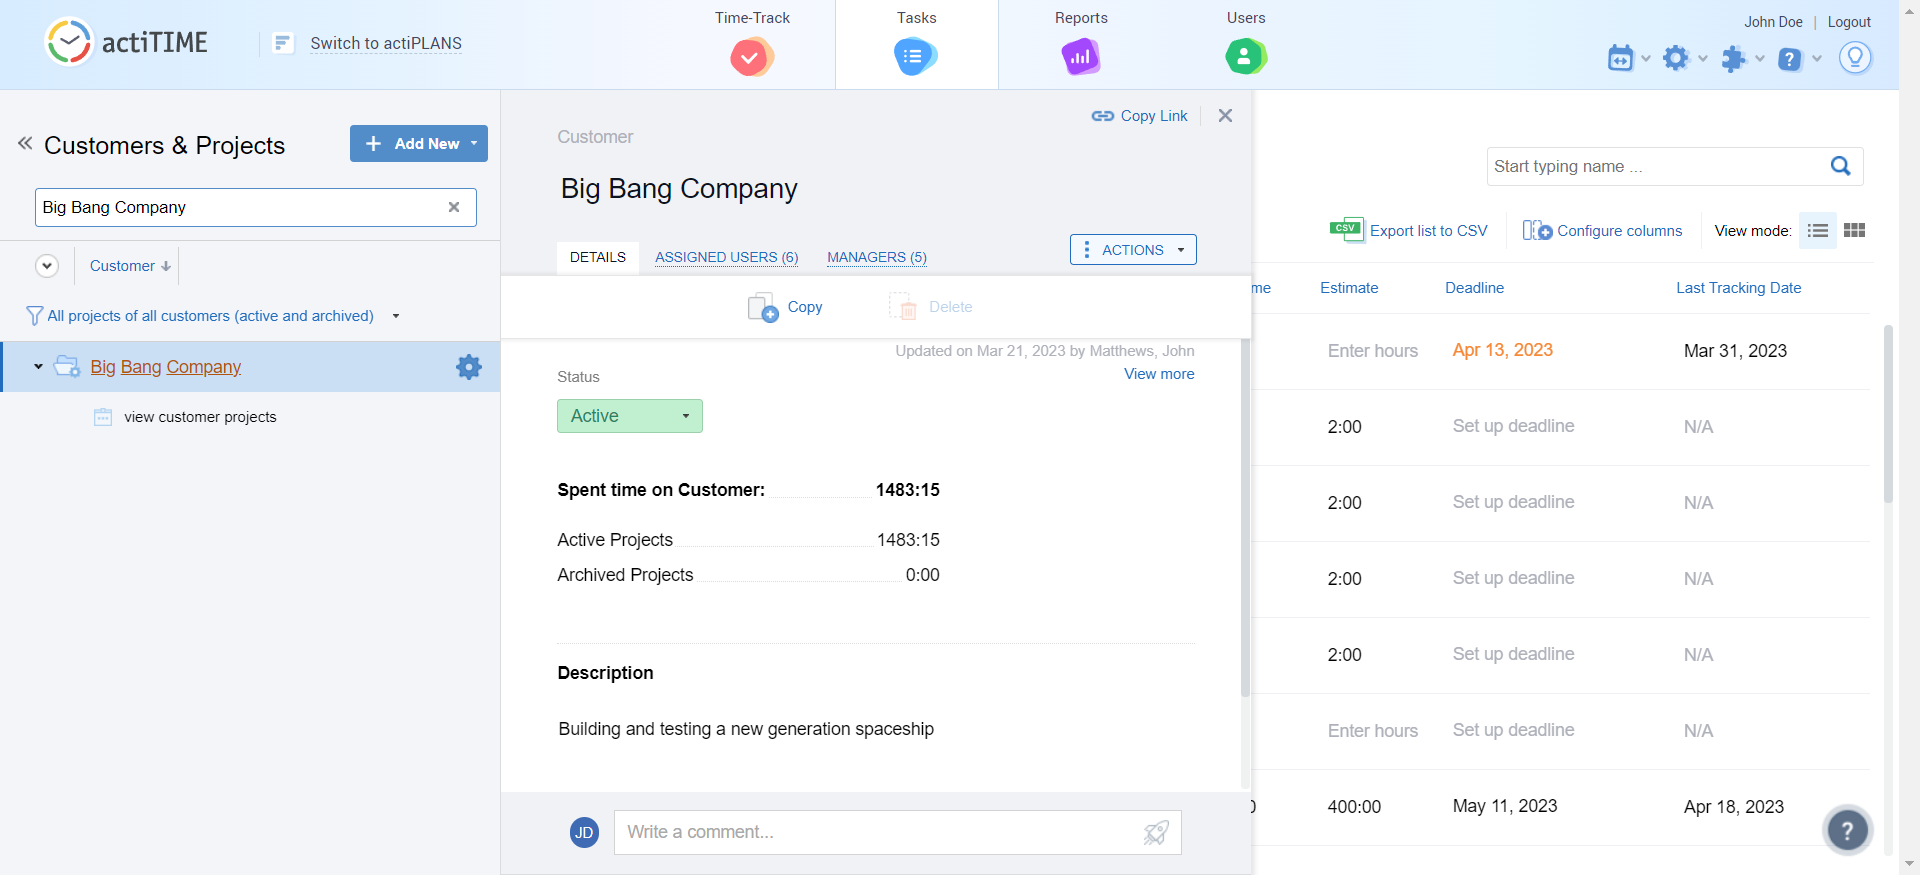 actiTIME
Switch to actiPLANS
Time-Track
Tasks
Reports
Users
John Doe | Logout
Customers & Projects
Add New
Big Bang Company
Customer
All projects of all customers (active and archived)
Big Bang Company
view customer projects
Copy Link
Customer
Big Bang Company
DETAILS
ASSIGNED USERS (6)
MANAGERS (5)
ACTIONS
Copy
Delete
Updated on Mar 21, 2023 by Matthews, John
View more
Status
Active
Spent time on Customer: 1483:15
Active Projects 1483:15
Archived Projects 0:00
Description
Building and testing a new generation spaceship
JD
Write a comment...
Start typing name ...
CSV
Export list to CSV
Configure columns
View mode:
me Estimate Deadline Last Tracking Date
Enter hours Apr 13, 2023 Mar 31, 2023
2:00 Set up deadline N/A
2:00 Set up deadline N/A
2:00 Set up deadline N/A
2:00 Set up deadline N/A
Enter hours Set up deadline N/A
0 400:00 May 11, 2023 Apr 18, 2023
?